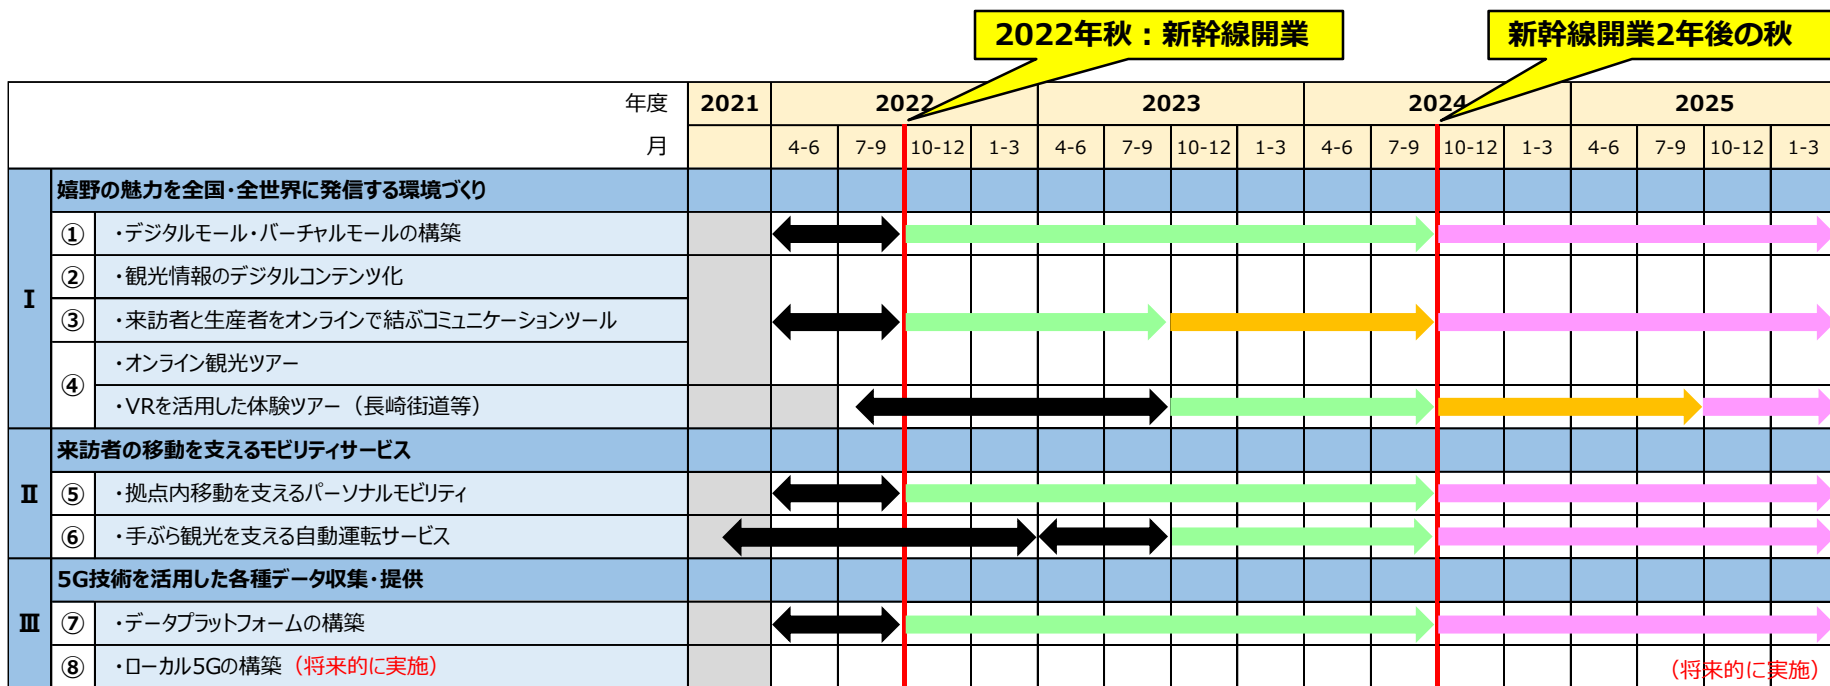 2022年秋：新幹線開業
新幹線開業2年後の秋
年度 2021 2022 2023 2024 2025
月 4-6 7-9 10-12 1-3 4-6 7-9 10-12 1-3 4-6 7-9 10-12 1-3 4-6 7-9 10-12 1-3
Ⅰ
嬉野の魅力を全国・全世界に発信する環境づくり
① ・デジタルモール・バーチャルモールの構築
② ・観光情報のデジタルコンテンツ化
③ ・来訪者と生産者をオンラインで結ぶコミュニケーションツール
④ ・オンライン観光ツアー
・VRを活用した体験ツアー（長崎街道等）
Ⅱ
来訪者の移動を支えるモビリティサービス
⑤ ・拠点内移動を支えるパーソナルモビリティ
⑥ ・手ぶら観光を支える自動運転サービス
Ⅲ
5G技術を活用した各種データ収集・提供
⑦ ・データプラットフォームの構築
⑧ ・ローカル5Gの構築（将来的に実施） （将来的に実施）